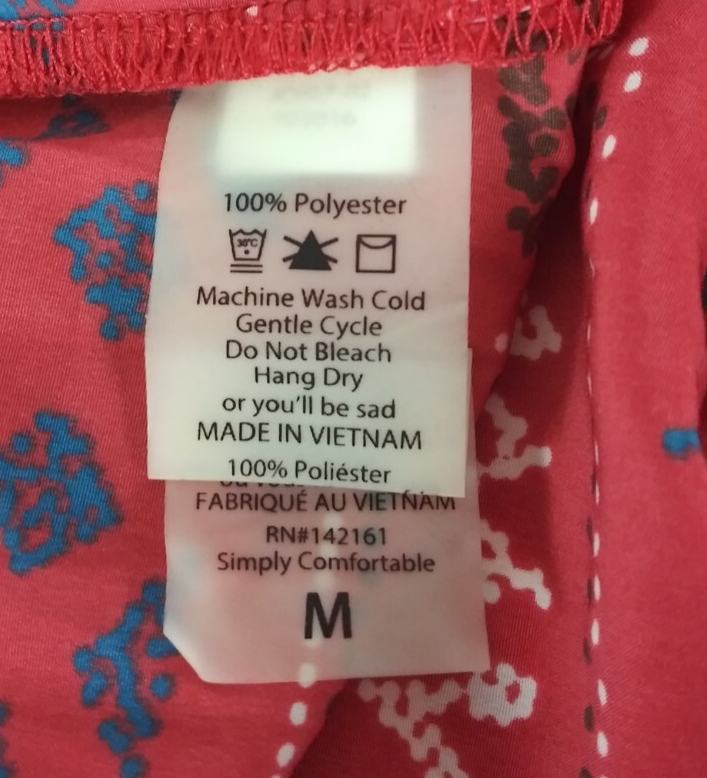 100% Polyester
30°C
Machine Wash Cold
Gentle Cycle
Do Not Bleach
Hang Dry
or you'll be sad
MADE IN VIETNAM
100% Poliéster
FABRIQUÉ AU VIETNAM
RN#142161
Simply Comfortable
M